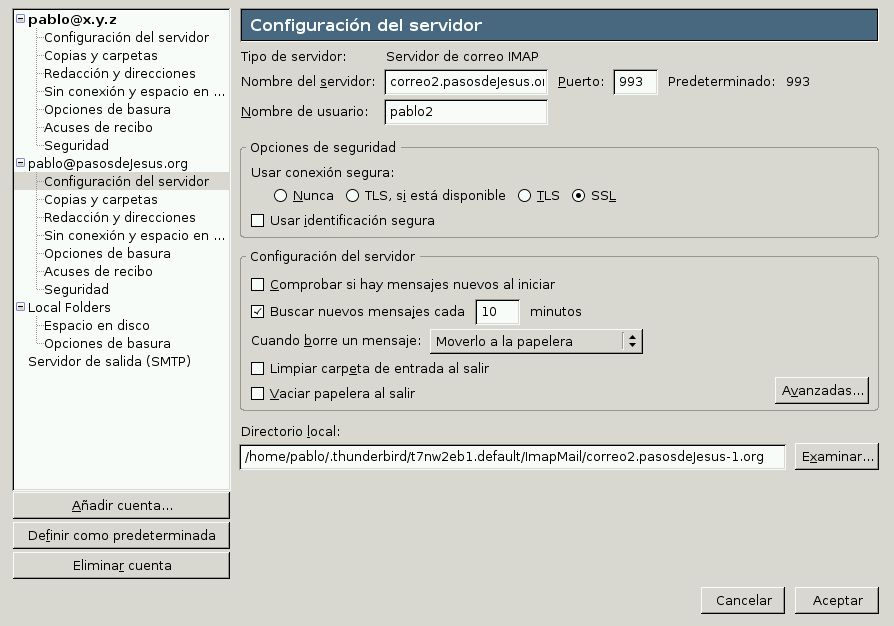 pablo@x.y.z
Configuración del servidor
Copias y carpetas
Redacción y direcciones
Sin conexión y espacio en ...
Opciones de basura
Acuses de recibo
Seguridad
pablo@pasosdeJesus.org
Configuración del servidor
Copias y carpetas
Redacción y direcciones
Sin conexión y espacio en ...
Opciones de basura
Acuses de recibo
Seguridad
Local Folders
Espacio en disco
Opciones de basura
Servidor de salida (SMTP)
Añadir cuenta...
Definir como predeterminada
Eliminar cuenta
Configuración del servidor
Tipo de servidor: Servidor de correo IMAP
Nombre del servidor: correo2.pasosdeJesus.or Puerto: 993 Predeterminado: 993
Nombre de usuario: pablo2
Opciones de seguridad
Usar conexión segura:
Nunca TLS, si está disponible TLS SSL
Usar identificación segura
Configuración del servidor
Comprobar si hay mensajes nuevos al iniciar
Buscar nuevos mensajes cada 10 minutos
Cuando borre un mensaje: Moverlo a la papelera
Limpiar carpeta de entrada al salir
Vaciar papelera al salir
Avanzadas...
Directorio local:
/home/pablo/.thunderbird/t7nw2eb1.default/ImapMail/correo2.pasosdeJesus-1.org Examinar...
Cancelar Aceptar